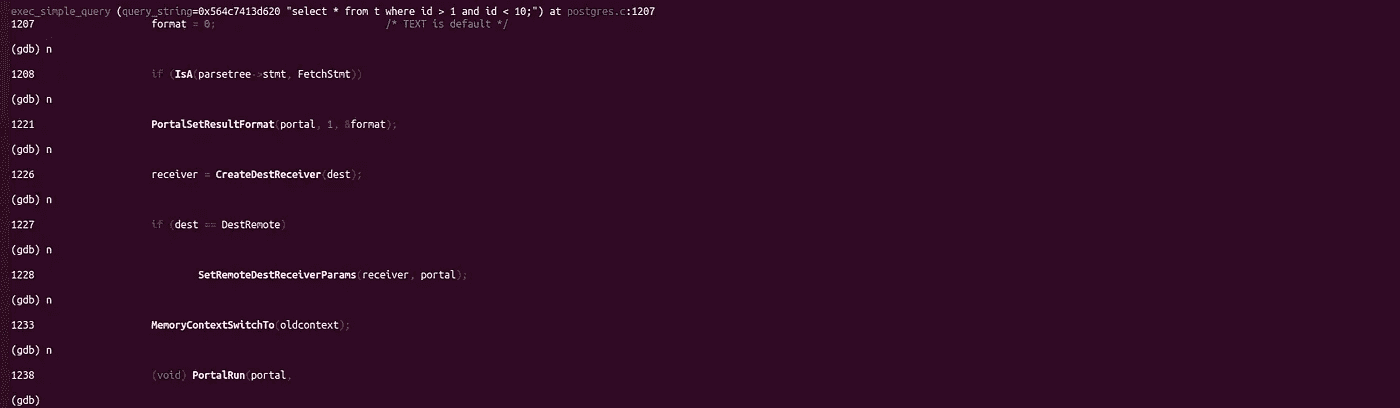 exec_simple_query (query_string=0x564c7413d620 "select * from t where id > 1 and id < 10;") at postgres.c:1207
1207 format = 0; /* TEXT is default */
(gdb) n
1208 if (IsA(parsetree->stmt, FetchStmt))
(gdb) n
1221 PortalSetResultFormat(portal, 1, &format);
(gdb) n
1226 receiver = CreateDestReceiver(dest);
(gdb) n
1227 if (dest == DestRemote)
(gdb) n
1228 SetRemoteDestReceiverParams(receiver, portal);
(gdb) n
1233 MemoryContextSwitchTo(oldcontext);
(gdb) n
1238 (void) PortalRun(portal,
(gdb)